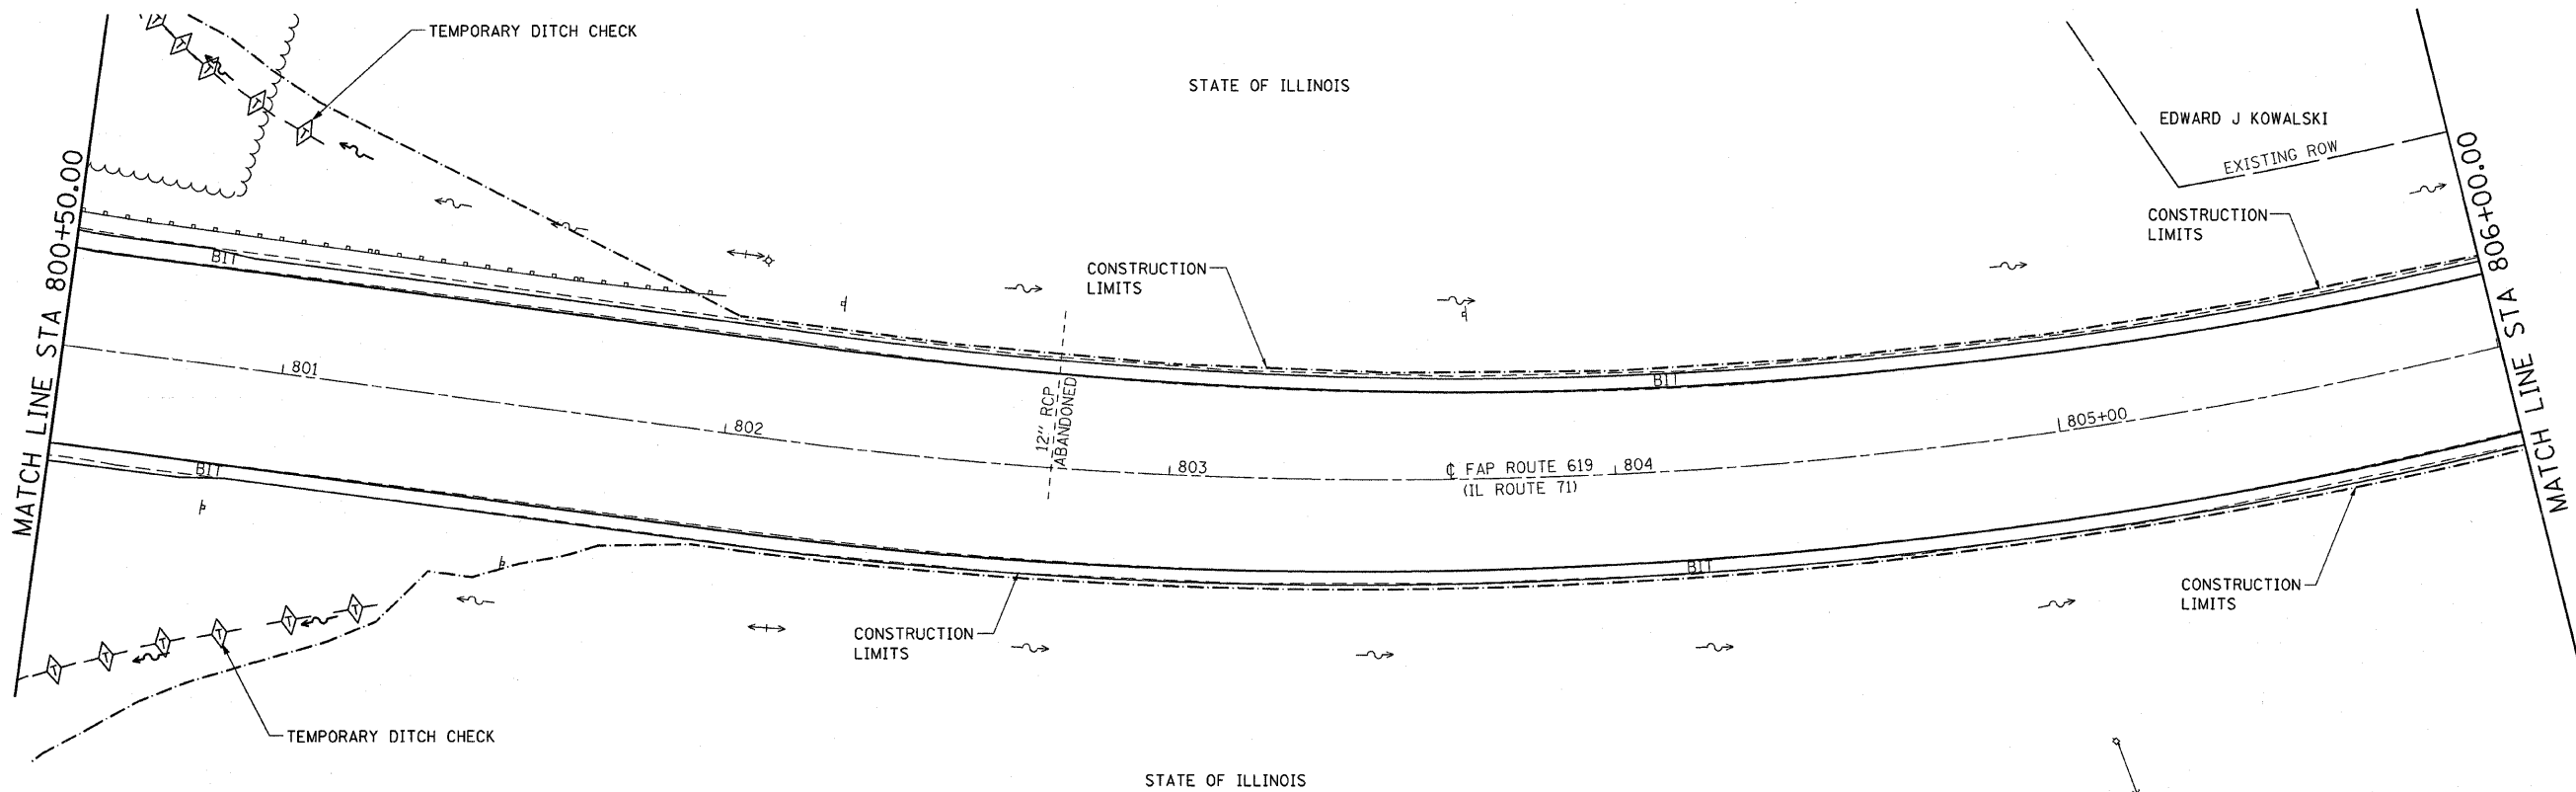 TEMPORARY DITCH CHECK
STATE OF ILLINOIS
EDWARD J KOWALSKI
EXISTING ROW
MATCH LINE STA 800+50.00
MATCH LINE STA 806+00.00
CONSTRUCTION
LIMITS
CONSTRUCTION
LIMITS
BIT
BIT
801
802
12" RCP
ABANDONED
803
℄ FAP ROUTE 619
(IL ROUTE 71)
804
805+00
BIT
BIT
CONSTRUCTION
LIMITS
CONSTRUCTION
LIMITS
T
T
T
T
T
T
T
T
T
T
T
TEMPORARY DITCH CHECK
STATE OF ILLINOIS